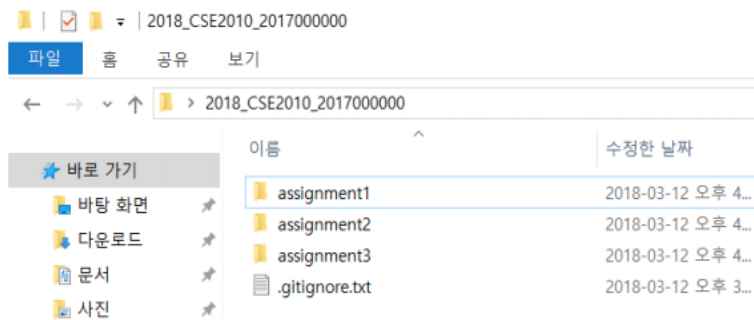 2018_CSE2010_2017000000
파일 홈 공유 보기
2018_CSE2010_2017000000
이름 수정한 날짜
바로 가기
assignment1 2018-03-12 오후 4...
바탕 화면
assignment2 2018-03-12 오후 4...
다운로드
assignment3 2018-03-12 오후 4...
문서
.gitignore.txt 2018-03-12 오후 3...
사진